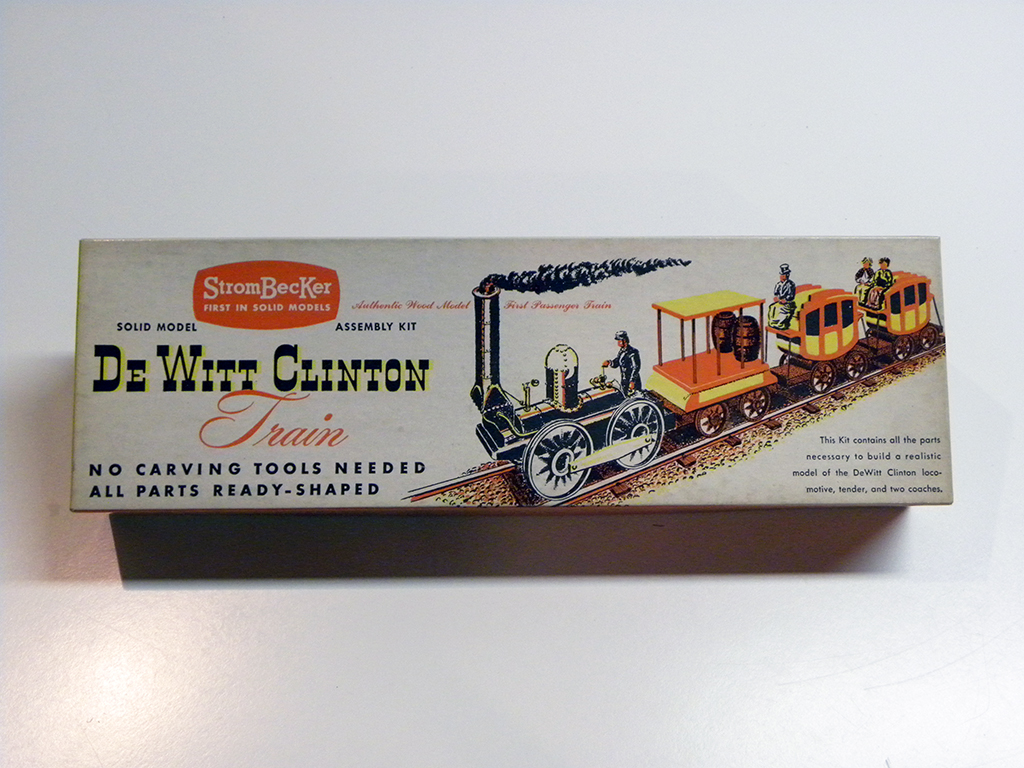 StromBecKer
FIRST IN SOLID MODELS
Authentic Wood Model First Passenger Train
SOLID MODEL ASSEMBLY KIT
DE WITT CLINTON
Train
NO CARVING TOOLS NEEDED
ALL PARTS READY-SHAPED
This Kit contains all the parts
necessary to build a realistic
model of the DeWitt Clinton loco-
motive, tender, and two coaches.